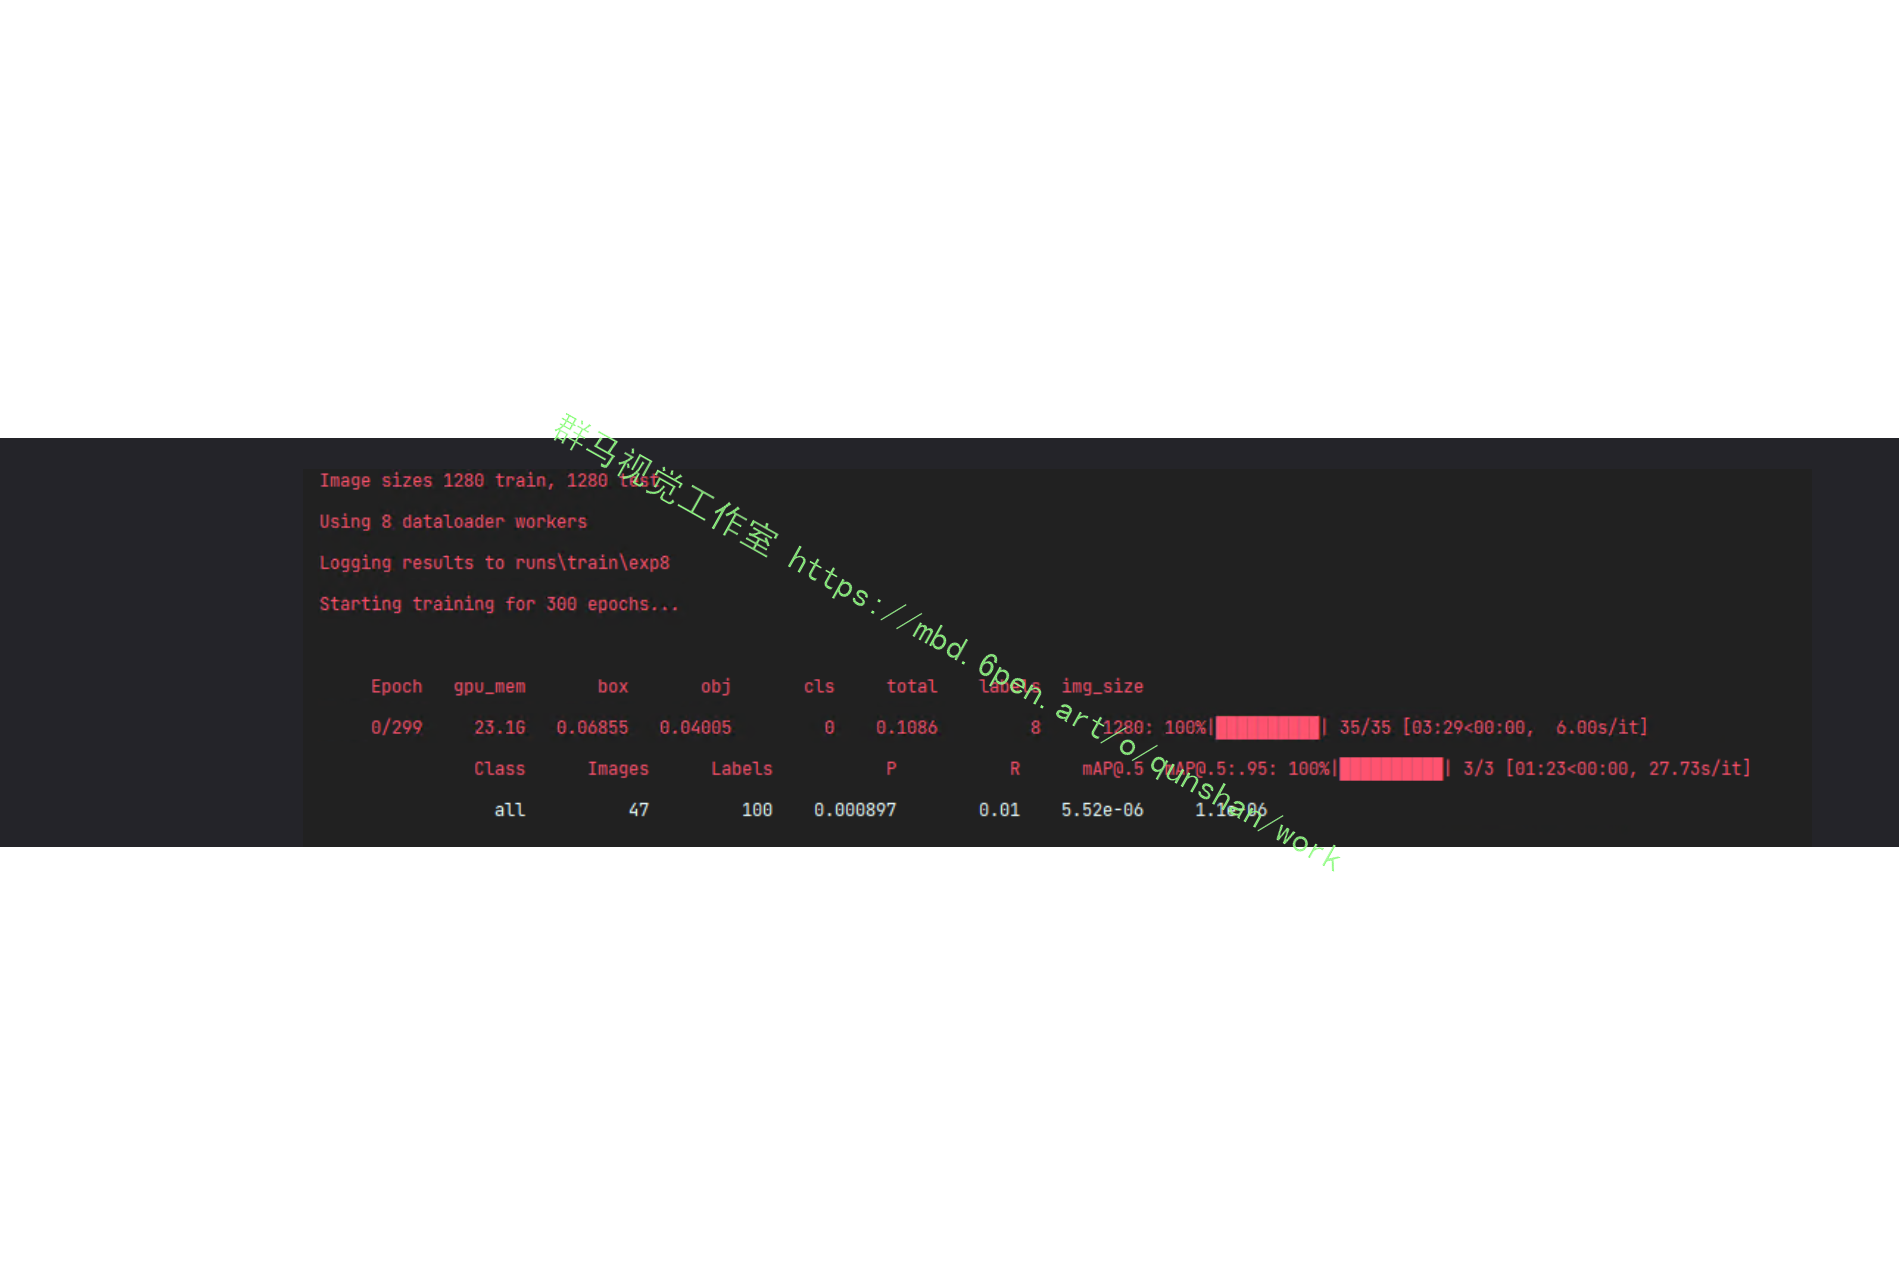 群马视觉工作室 https://mbd.6pen.art/o/qunshan/work
Image sizes 1280 train, 1280 test
Using 8 dataloader workers
Logging results to runs\train\exp8
Starting training for 300 epochs...
Epoch gpu_mem box obj cls total labels img_size
0/299 23.1G 0.06855 0.04005 0 0.1086 8 1280: 100%|██████████| 35/35 [03:29<00:00, 6.00s/it]
Class Images Labels P R mAP@.5 mAP@.5:.95: 100%|██████████| 3/3 [01:23<00:00, 27.73s/it]
all 47 100 0.000897 0.01 5.52e-06 1.1e-06